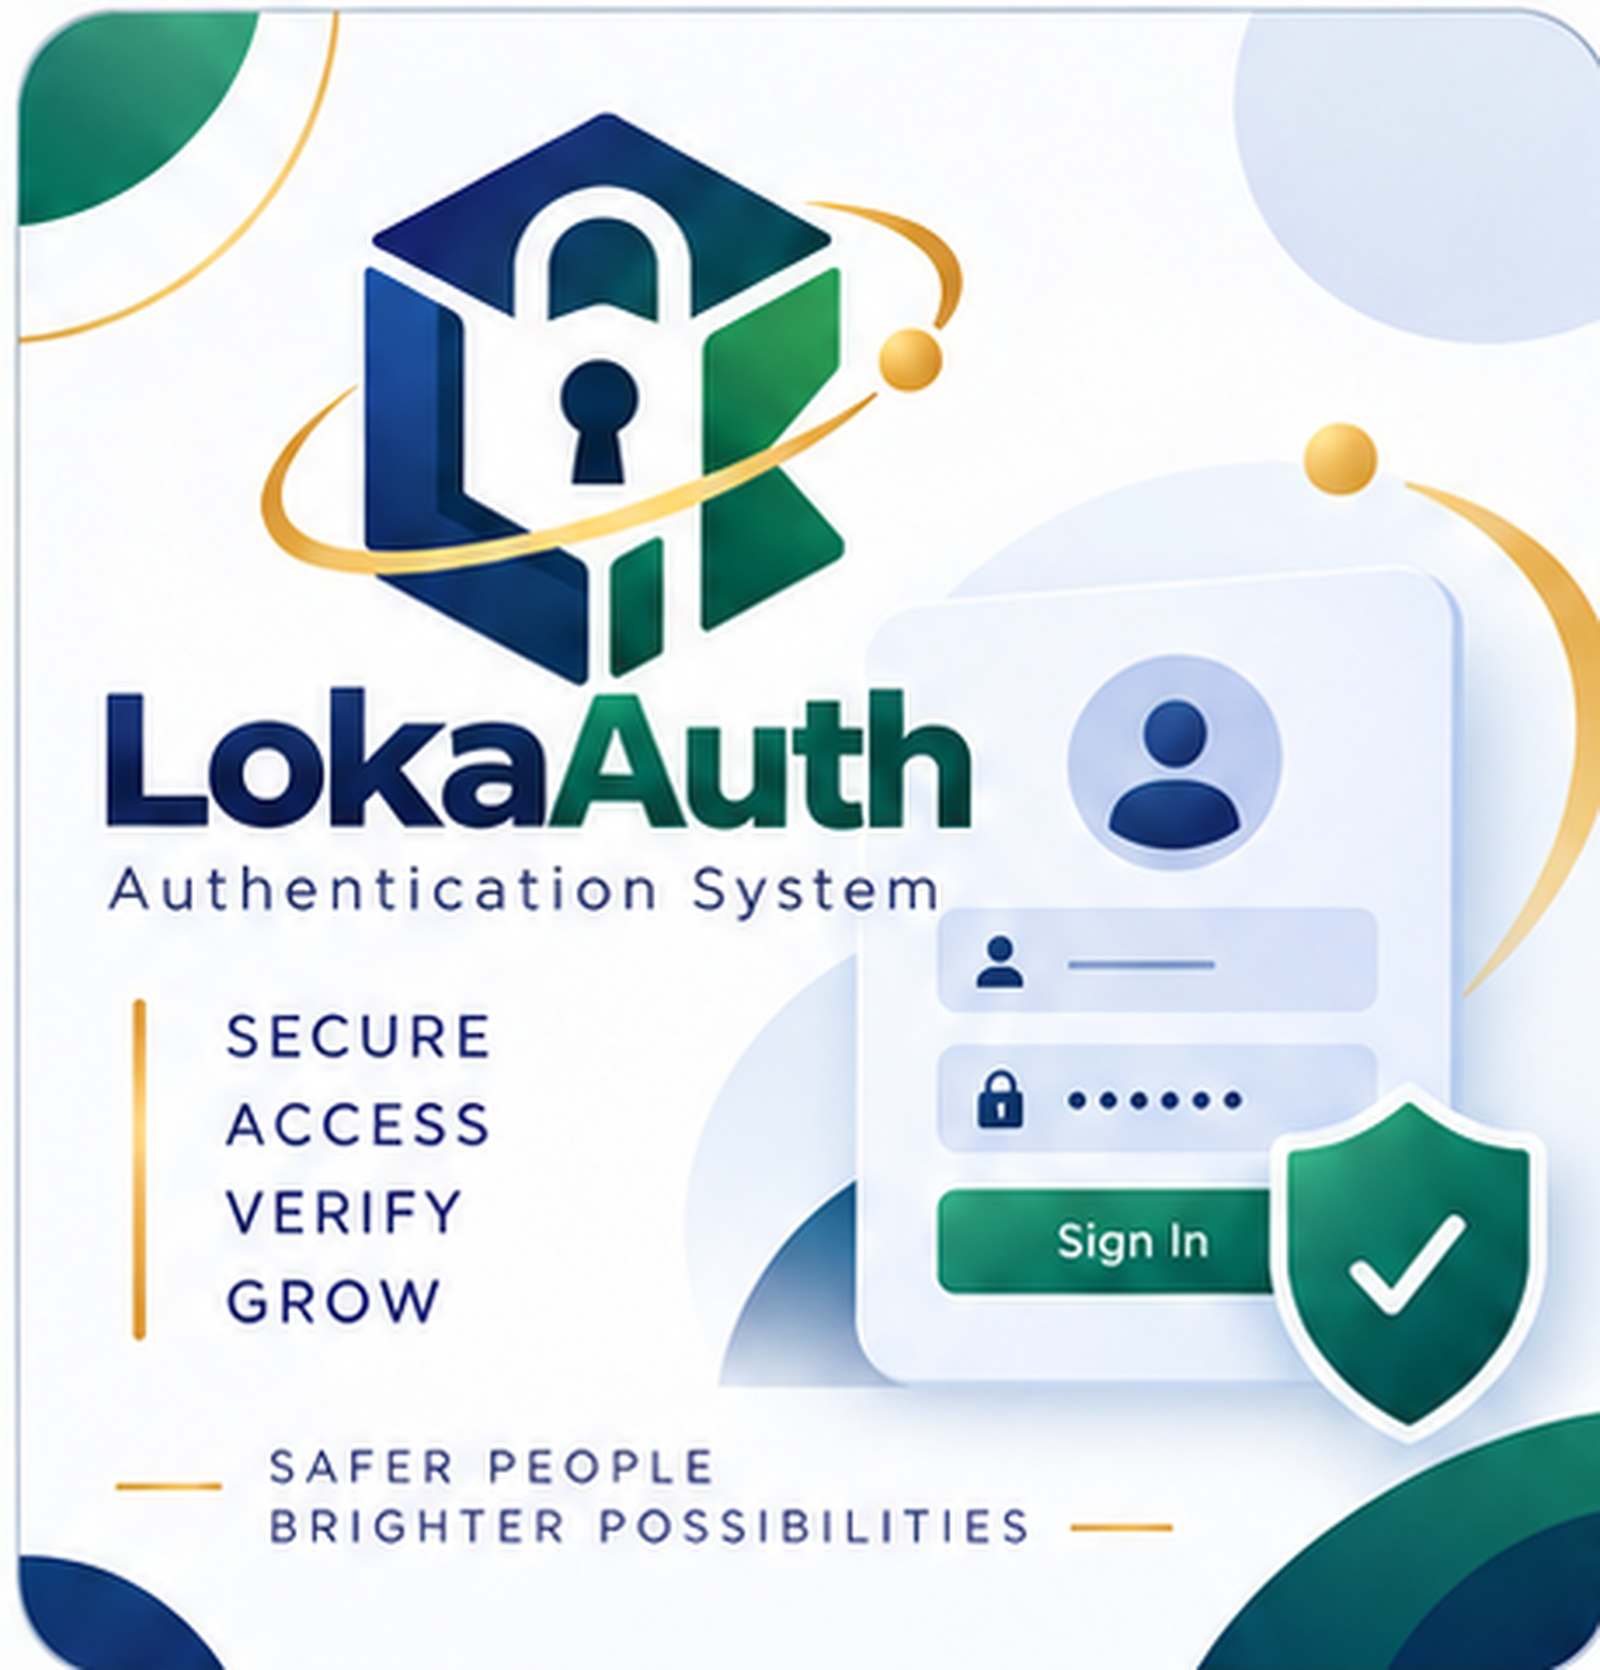 LokaAuth
Authentication System
SECURE
ACCESS
VERIFY
GROW
Sign In
SAFER PEOPLE
BRIGHTER POSSIBILITIES